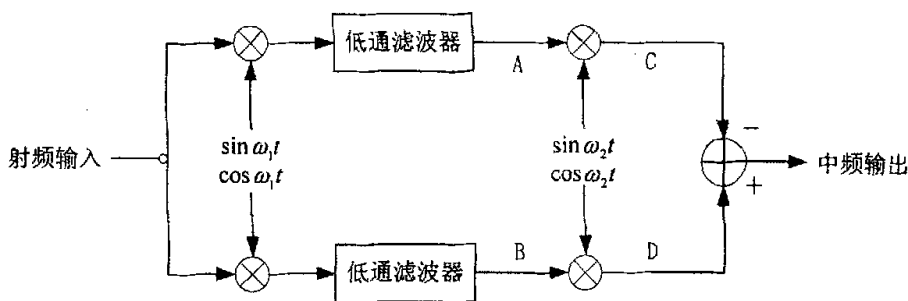 低通滤波器
A
C
sin ω₁t
cos ω₁t
sin ω₂t
cos ω₂t
−
射频输入
中频输出
+
低通滤波器
B
D